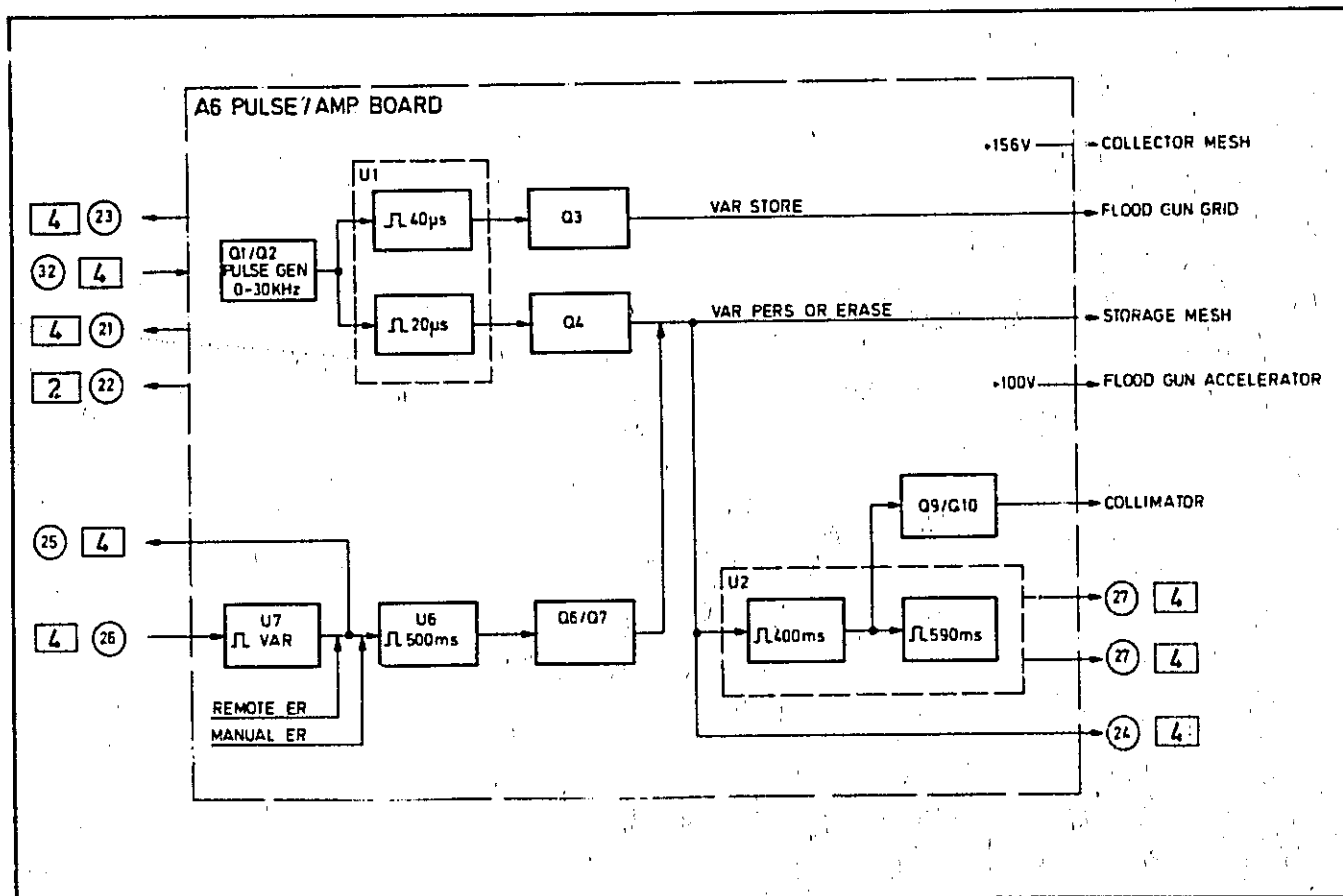 A6 PULSE/AMP BOARD
+156V
COLLECTOR MESH
U1
4 23
40µs
Q3
VAR STORE
FLOOD GUN GRID
Q1/Q2
PULSE GEN
0-30KHz
32 4
4 21
20µs
Q4
VAR PERS OR ERASE
STORAGE MESH
2 22
+100V
FLOOD GUN ACCELERATOR
Q9/Q10
COLLIMATOR
25 4
U2
4 26
U7
VAR
U6
500ms
Q6/Q7
400ms
590ms
27 4
27 4
REMOTE ER
MANUAL ER
24 4